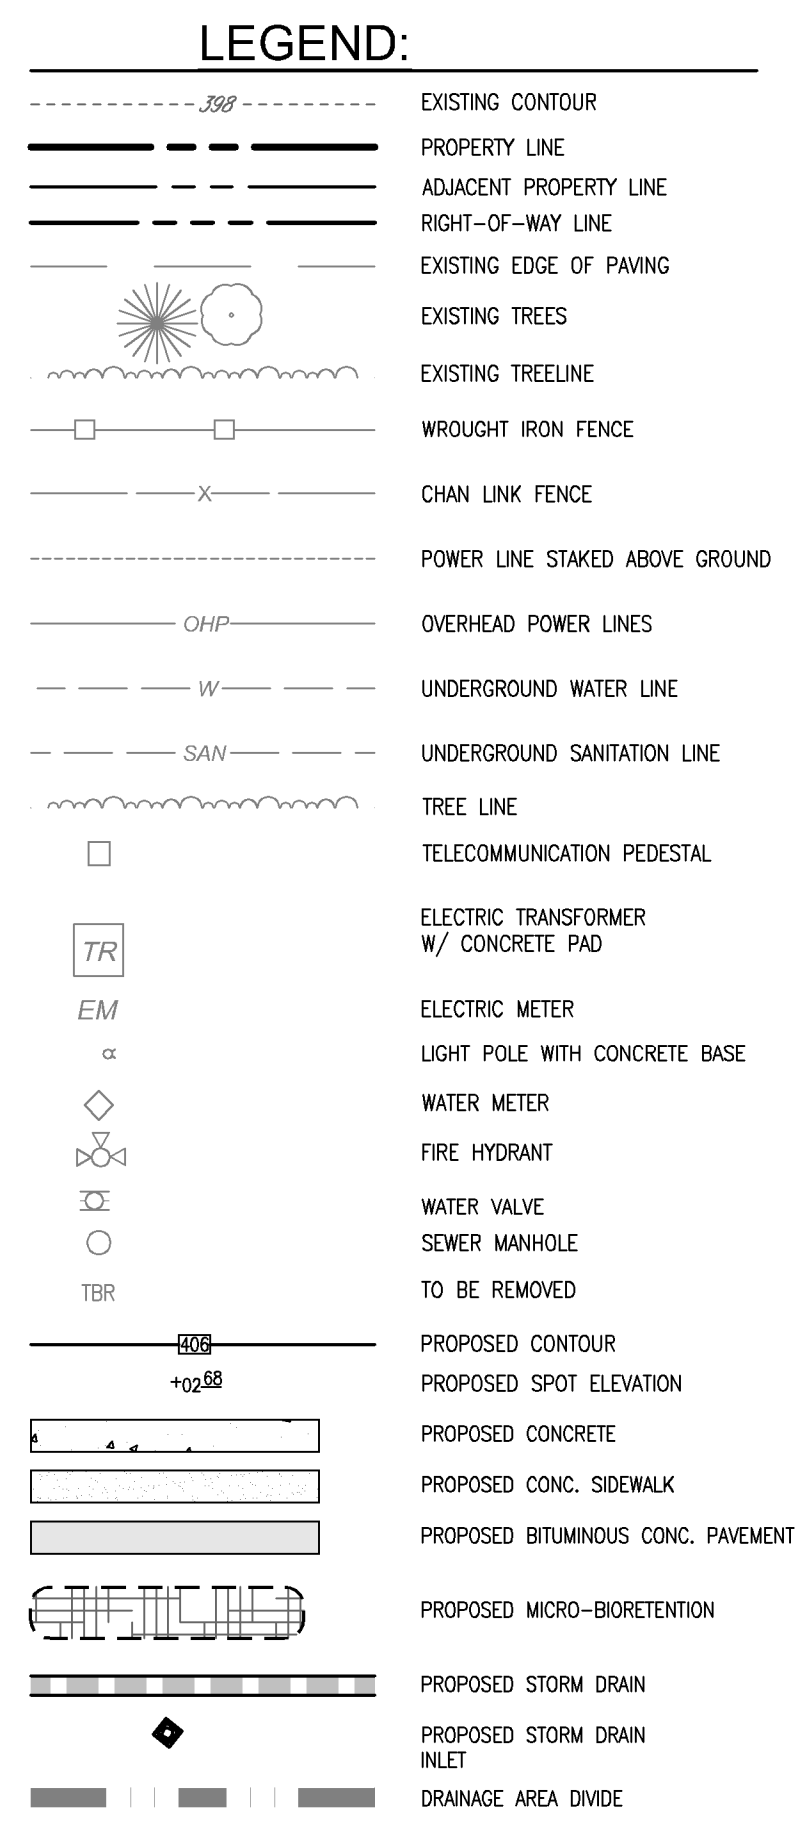 LEGEND:
398 EXISTING CONTOUR
PROPERTY LINE
ADJACENT PROPERTY LINE
RIGHT-OF-WAY LINE
EXISTING EDGE OF PAVING
EXISTING TREES
EXISTING TREELINE
WROUGHT IRON FENCE
X CHAN LINK FENCE
POWER LINE STAKED ABOVE GROUND
OHP OVERHEAD POWER LINES
W UNDERGROUND WATER LINE
SAN UNDERGROUND SANITATION LINE
TREE LINE
TELECOMMUNICATION PEDESTAL
ELECTRIC TRANSFORMER
TR W/ CONCRETE PAD
EM ELECTRIC METER
LIGHT POLE WITH CONCRETE BASE
WATER METER
FIRE HYDRANT
WATER VALVE
SEWER MANHOLE
TBR TO BE REMOVED
406 PROPOSED CONTOUR
+02 68 PROPOSED SPOT ELEVATION
PROPOSED CONCRETE
PROPOSED CONC. SIDEWALK
PROPOSED BITUMINOUS CONC. PAVEMENT
PROPOSED MICRO-BIORETENTION
PROPOSED STORM DRAIN
PROPOSED STORM DRAIN
INLET
DRAINAGE AREA DIVIDE